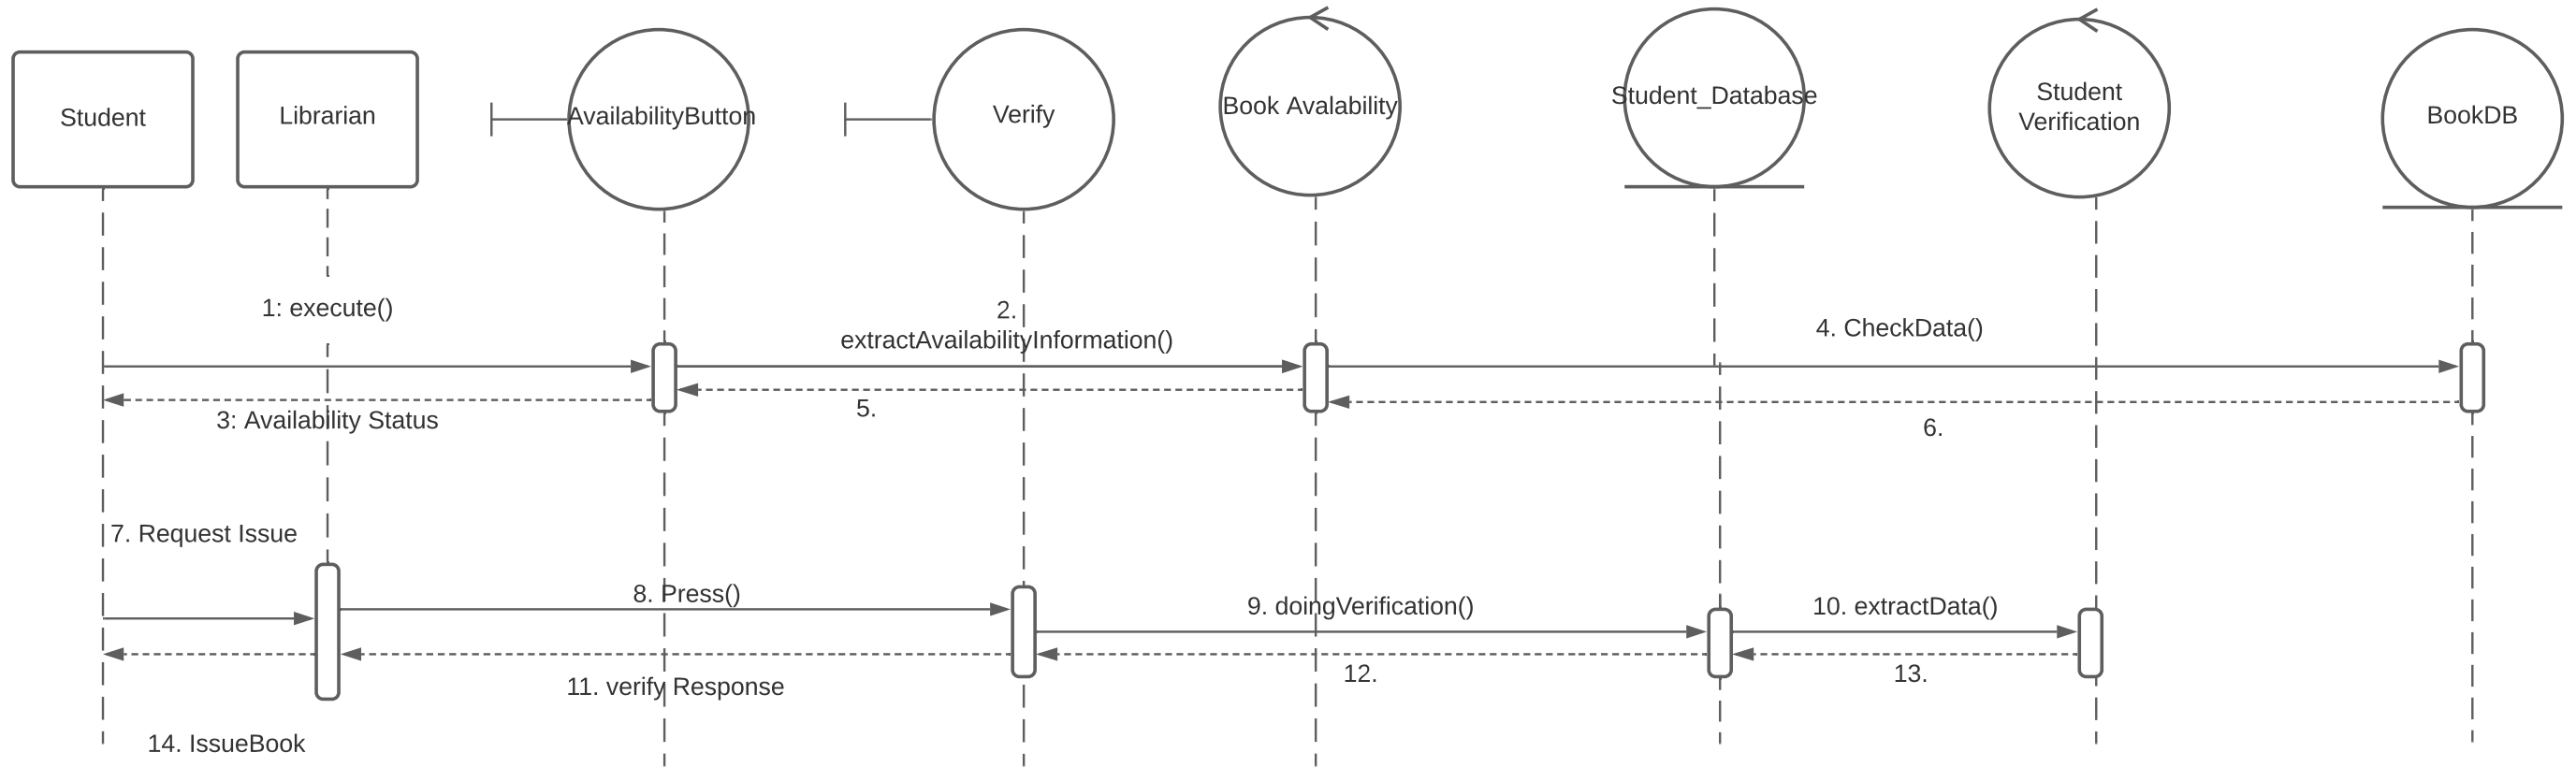 Student
Librarian
AvailabilityButton
Verify
Book Avalability
Student_Database
Student
Verification
BookDB
1: execute()
2.
extractAvailabilityInformation()
4. CheckData()
3: Availability Status
5.
6.
7. Request Issue
8. Press()
9. doingVerification()
10. extractData()
11. verify Response
12.
13.
14. IssueBook